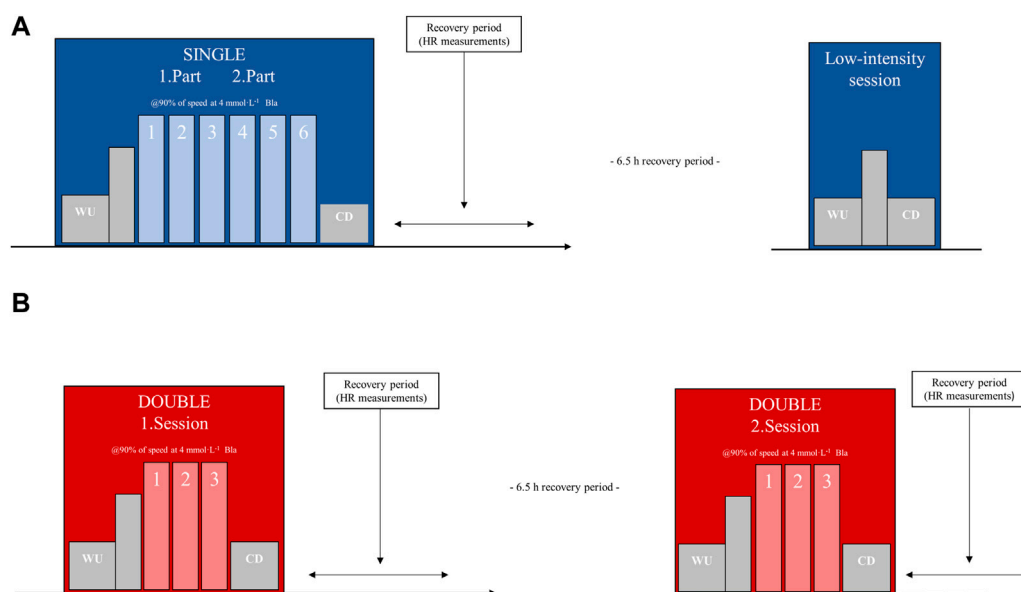 A
SINGLE
1.Part 2.Part
@90% of speed at 4 mmol·L⁻¹ Bla
1 2 3 4 5 6
WU
CD
Recovery period
(HR measurements)
- 6.5 h recovery period -
Low-intensity
session
WU
CD
B
DOUBLE
1.Session
@90% of speed at 4 mmol·L⁻¹ Bla
1 2 3
WU
CD
Recovery period
(HR measurements)
- 6.5 h recovery period -
DOUBLE
2.Session
@90% of speed at 4 mmol·L⁻¹ Bla
1 2 3
WU
CD
Recovery period
(HR measurements)